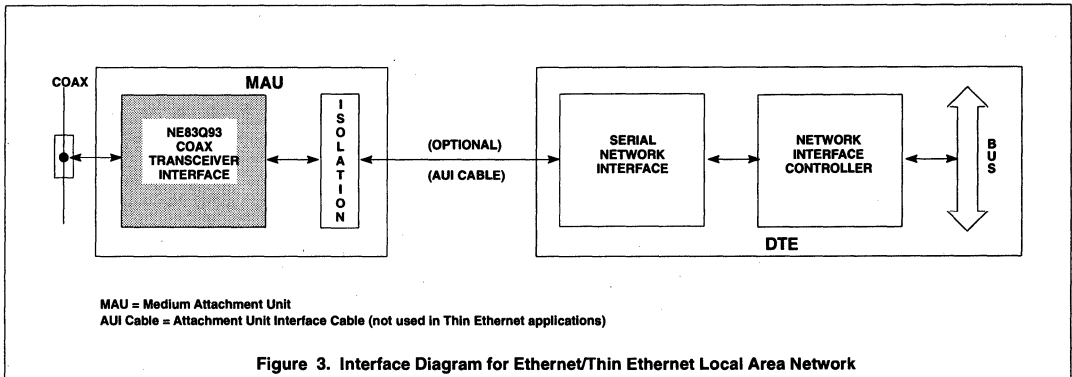 COAX
MAU
NE83Q93
COAX
TRANSCEIVER
INTERFACE
I
S
O
L
A
T
I
O
N
(OPTIONAL)
(AUI CABLE)
SERIAL
NETWORK
INTERFACE
NETWORK
INTERFACE
CONTROLLER
B
U
S
DTE
MAU = Medium Attachment Unit
AUI Cable = Attachment Unit Interface Cable (not used in Thin Ethernet applications)
Figure 3. Interface Diagram for Ethernet/Thin Ethernet Local Area Network